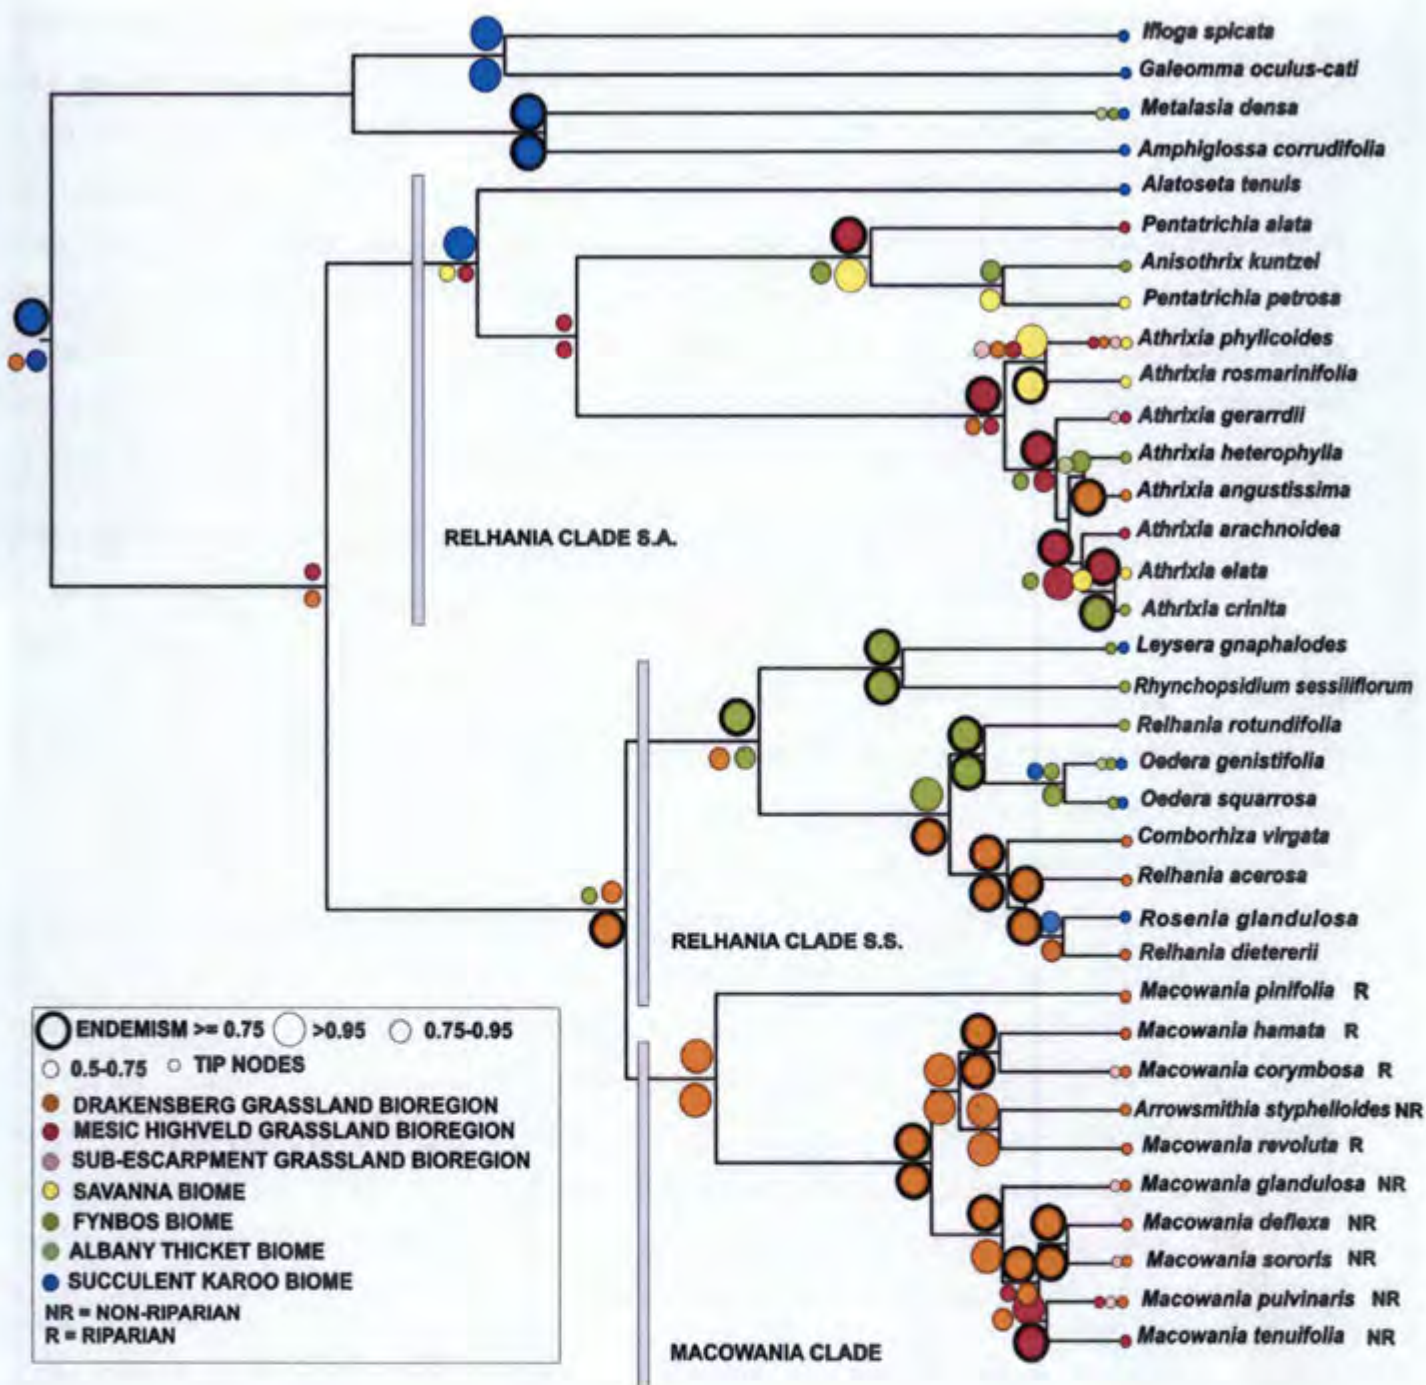 Ifloga spicata
Galeomma oculus-cati
Metalasia densa
Amphiglossa corrudifolia
Alatoseta tenuis
Pentatrichia alata
Anisothrix kuntzei
Pentatrichia petrosa
Athrixia phylicoides
Athrixia rosmarinifolia
Athrixia gerarrdii
Athrixia heterophylla
Athrixia angustissima
Athrixia arachnoidea
Athrixia elata
Athrixia crinita
RELHANIA CLADE S.A.
Leysera gnaphalodes
Rhynchopsidium sessiliflorum
Relhania rotundifolia
Oedera genistifolia
Oedera squarrosa
Comborhiza virgata
Relhania acerosa
Rosenia glandulosa
Relhania dietererii
RELHANIA CLADE S.S.
Macowania pinifolia R
Macowania hamata R
Macowania corymbosa R
Arrowsmithia styphelioides NR
Macowania revoluta R
Macowania glandulosa NR
Macowania deflexa NR
Macowania sororis NR
Macowania pulvinaris NR
Macowania tenuifolia NR
MACOWANIA CLADE
ENDEMISM >= 0.75 >0.95 0.75-0.95
0.5-0.75 TIP NODES
DRAKENSBERG GRASSLAND BIOREGION
MESIC HIGHVELD GRASSLAND BIOREGION
SUB-ESCARPMENT GRASSLAND BIOREGION
SAVANNA BIOME
FYNBOS BIOME
ALBANY THICKET BIOME
SUCCULENT KAROO BIOME
NR = NON-RIPARIAN
R = RIPARIAN